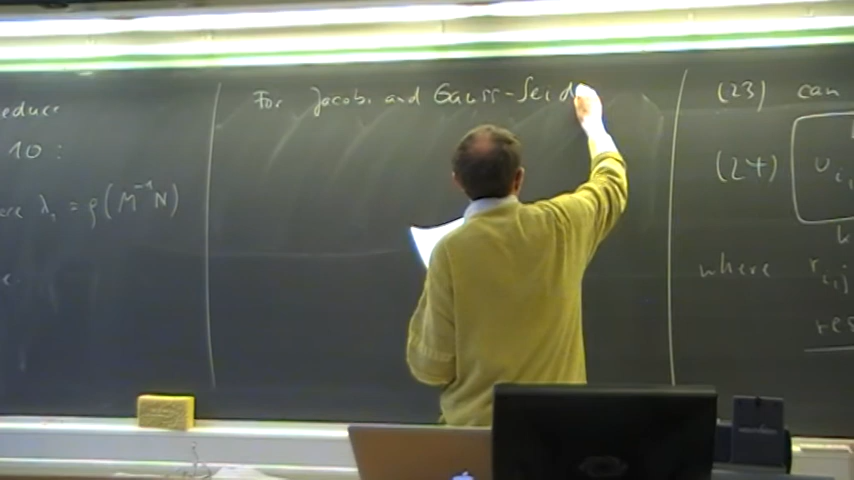 educe
10 :
ere λ₁ = ρ(M⁻¹N)
For Jacobi and Gauss-Seid
(23) can
(24) u i,
k
where r i,j
res